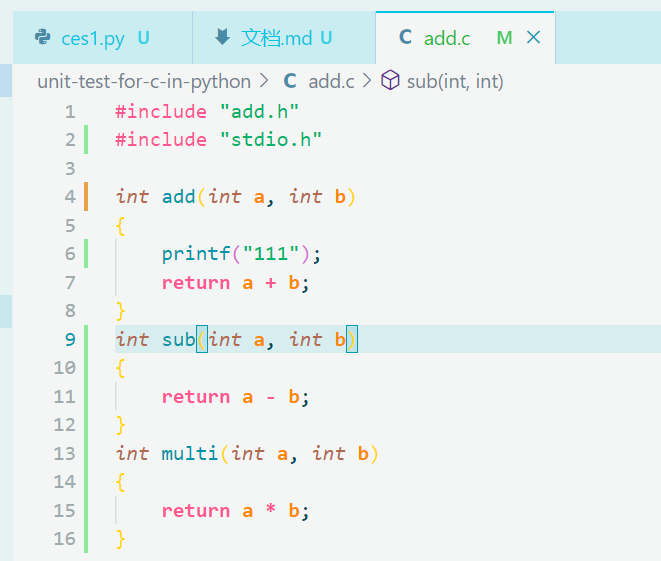 ces1.py U 文档.md U C add.c M
unit-test-for-c-in-python > C add.c > sub(int, int)
1 #include "add.h"
2 #include "stdio.h"
3
4 int add(int a, int b)
5 {
6     printf("111");
7     return a + b;
8 }
9 int sub(int a, int b)
10 {
11     return a - b;
12 }
13 int multi(int a, int b)
14 {
15     return a * b;
16 }